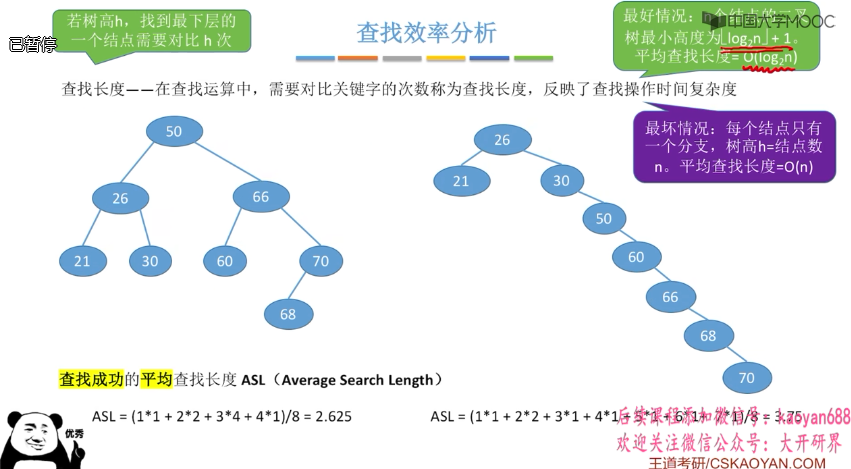 若树高h，找到最下层的
一个结点需要对比 h 次
已暂停
查找效率分析
中国大学MOOC
最好情况：n个结点的二叉
树最小高度为⌊log₂n⌋ + 1。
平均查找长度= O(log₂n)
查找长度——在查找运算中，需要对比关键字的次数称为查找长度，反映了查找操作时间复杂度
最坏情况：每个结点只有
一个分支，树高h=结点数
n。平均查找长度=O(n)
50
26
66
21
30
60
70
68
26
21
30
50
60
66
68
70
查找成功的平均查找长度 ASL（Average Search Length）
ASL = (1*1 + 2*2 + 3*4 + 4*1)/8 = 2.625
ASL = (1*1 + 2*2 + 3*1 + 4*1 + 5*1 + 6*1+ 7*1)/8 = 3.75
后续课程添加微信号：kaoyan688
欢迎关注微信公众号：大开研界
优秀
王道考研/CSKAOYAN.COM